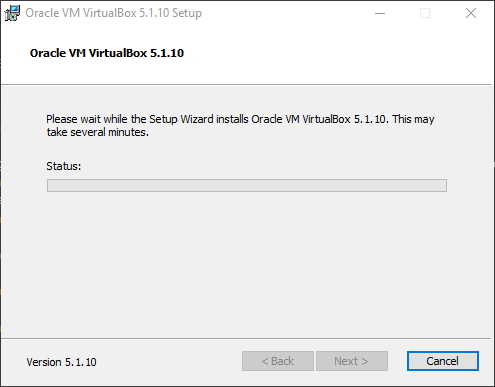 Oracle VM VirtualBox 5.1.10 Setup
Oracle VM VirtualBox 5.1.10
Please wait while the Setup Wizard installs Oracle VM VirtualBox 5.1.10. This may
take several minutes.
Status:
Version 5.1.10
< Back
Next >
Cancel